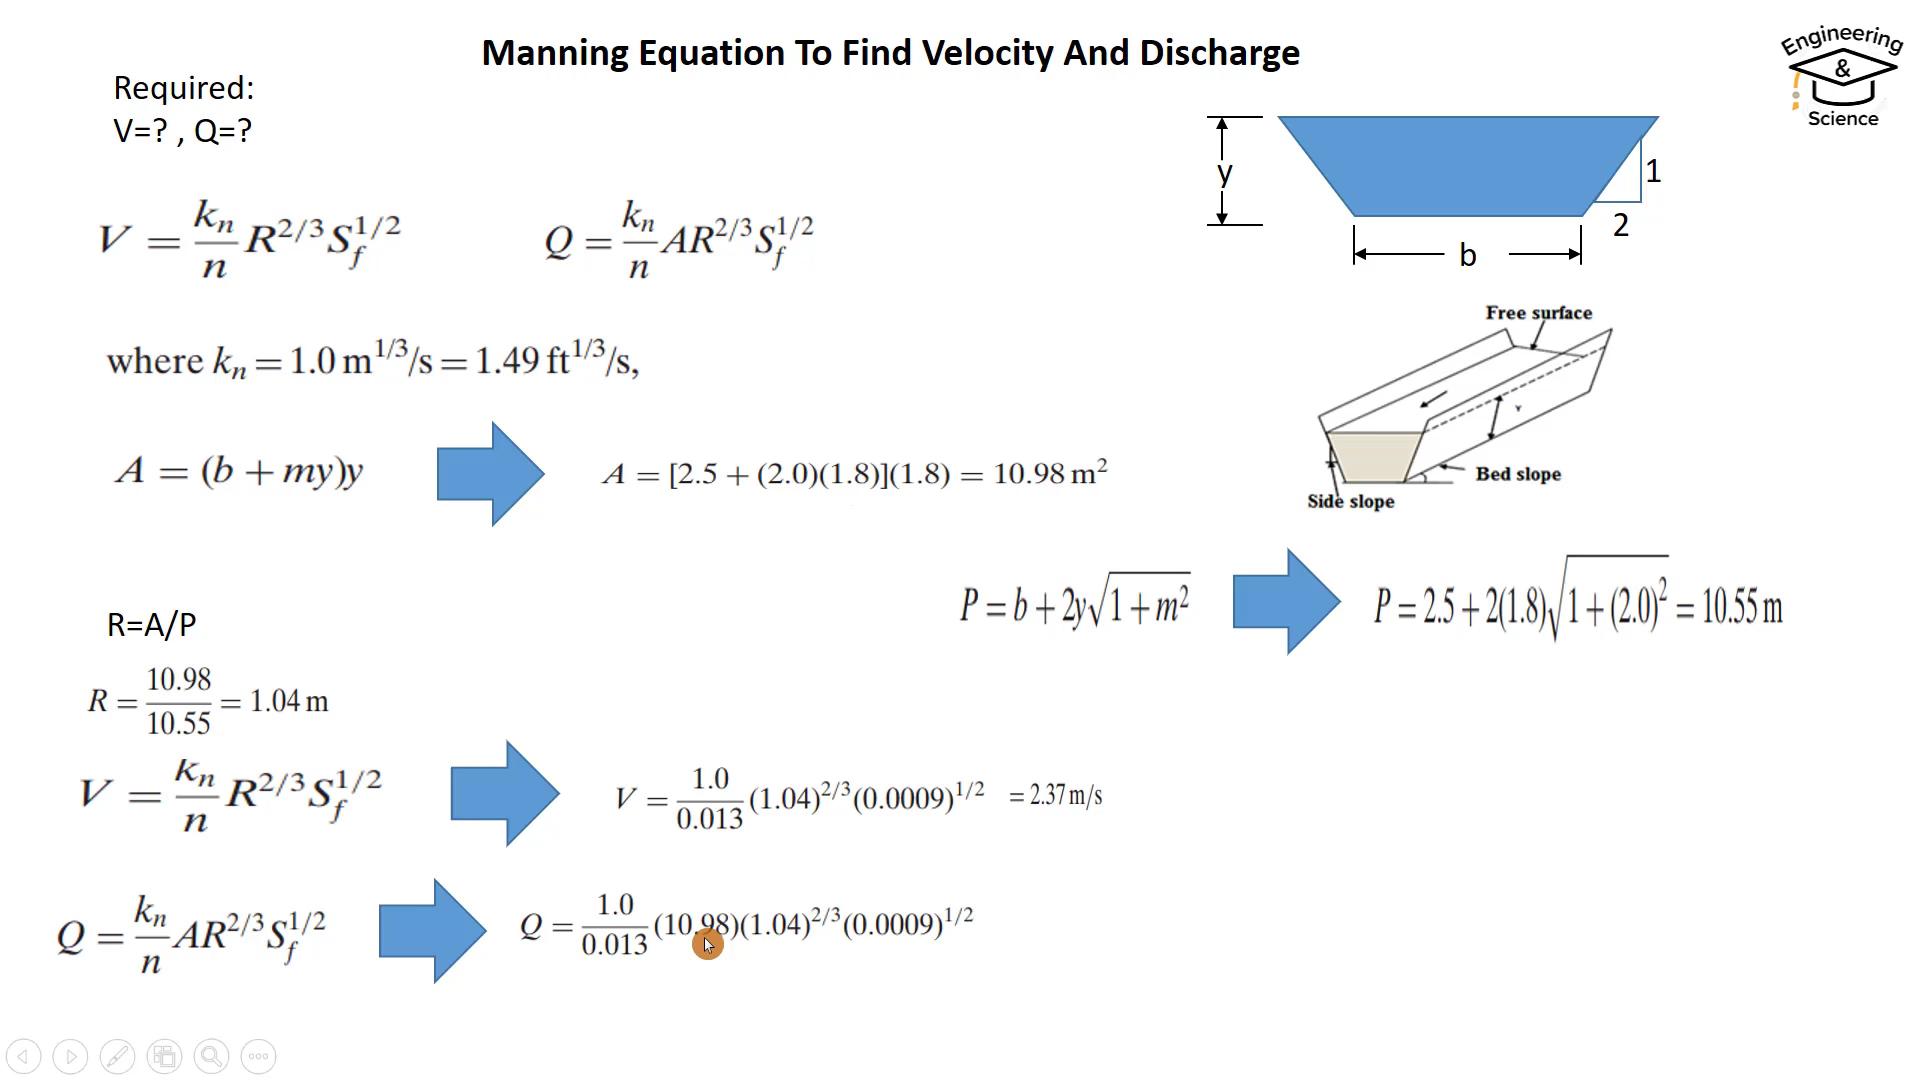 Manning Equation To Find Velocity And Discharge
Engineering
&
Science
Required:
V=? , Q=?
y
1
2
b
V = kₙ/n R^2/3 S_f^1/2
Q = kₙ/n AR^2/3 S_f^1/2
Free surface
Y
Bed slope
Side slope
where kₙ = 1.0 m^1/3/s = 1.49 ft^1/3/s,
A = (b + my)y
A = [2.5 + (2.0)(1.8)](1.8) = 10.98 m²
P = b + 2y√(1 + m²)
P = 2.5 + 2(1.8)√(1 + (2.0)²) = 10.55 m
R=A/P
R = 10.98/10.55 = 1.04 m
V = kₙ/n R^2/3 S_f^1/2
V = 1.0/0.013 (1.04)^2/3 (0.0009)^1/2 = 2.37 m/s
Q = kₙ/n AR^2/3 S_f^1/2
Q = 1.0/0.013 (10.98)(1.04)^2/3 (0.0009)^1/2